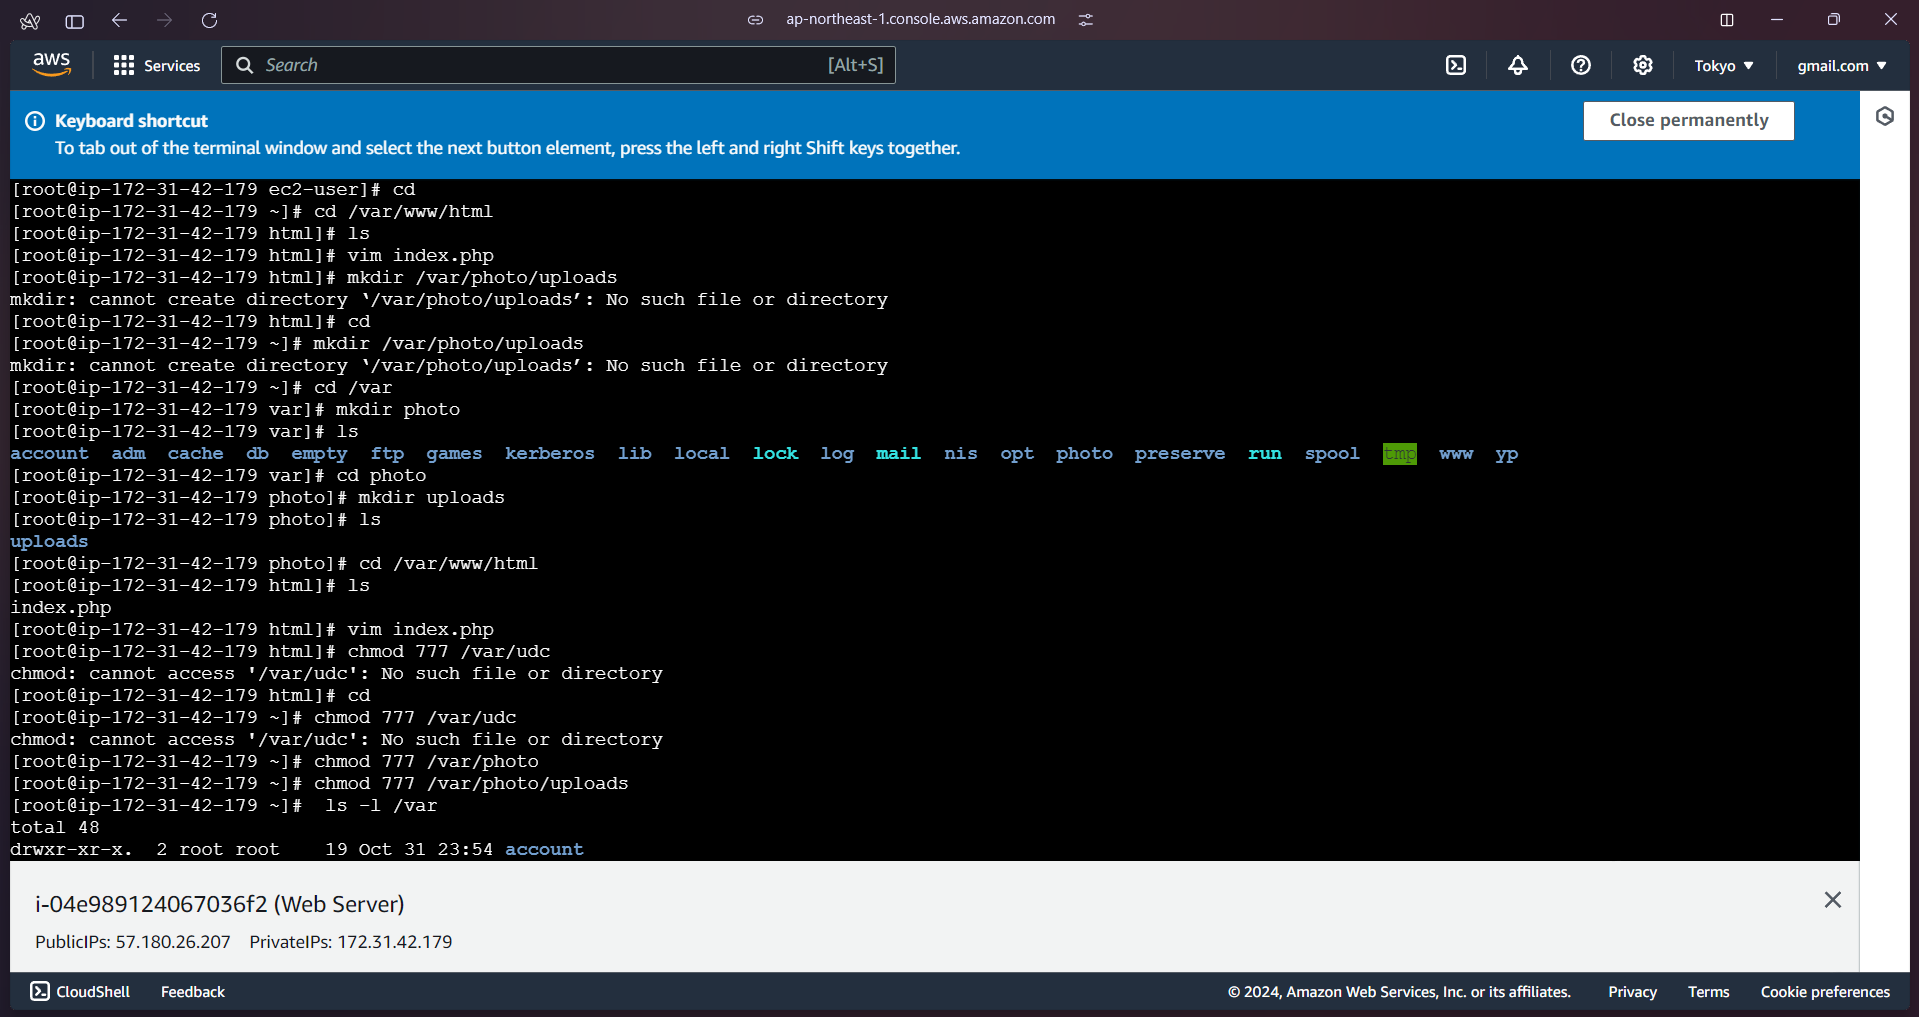 ap-northeast-1.console.aws.amazon.com
aws Services Search [Alt+S] Tokyo gmail.com
Keyboard shortcut
To tab out of the terminal window and select the next button element, press the left and right Shift keys together.
Close permanently
[root@ip-172-31-42-179 ec2-user]# cd
[root@ip-172-31-42-179 ~]# cd /var/www/html
[root@ip-172-31-42-179 html]# ls
[root@ip-172-31-42-179 html]# vim index.php
[root@ip-172-31-42-179 html]# mkdir /var/photo/uploads
mkdir: cannot create directory ‘/var/photo/uploads’: No such file or directory
[root@ip-172-31-42-179 html]# cd
[root@ip-172-31-42-179 ~]# mkdir /var/photo/uploads
mkdir: cannot create directory ‘/var/photo/uploads’: No such file or directory
[root@ip-172-31-42-179 ~]# cd /var
[root@ip-172-31-42-179 var]# mkdir photo
[root@ip-172-31-42-179 var]# ls
account adm cache db empty ftp games kerberos lib local lock log mail nis opt photo preserve run spool tmp www yp
[root@ip-172-31-42-179 var]# cd photo
[root@ip-172-31-42-179 photo]# mkdir uploads
[root@ip-172-31-42-179 photo]# ls
uploads
[root@ip-172-31-42-179 photo]# cd /var/www/html
[root@ip-172-31-42-179 html]# ls
index.php
[root@ip-172-31-42-179 html]# vim index.php
[root@ip-172-31-42-179 html]# chmod 777 /var/udc
chmod: cannot access '/var/udc': No such file or directory
[root@ip-172-31-42-179 html]# cd
[root@ip-172-31-42-179 ~]# chmod 777 /var/udc
chmod: cannot access '/var/udc': No such file or directory
[root@ip-172-31-42-179 ~]# chmod 777 /var/photo
[root@ip-172-31-42-179 ~]# chmod 777 /var/photo/uploads
[root@ip-172-31-42-179 ~]#  ls -l /var
total 48
drwxr-xr-x.  2 root root    19 Oct 31 23:54 account
i-04e989124067036f2 (Web Server)
PublicIPs: 57.180.26.207 PrivateIPs: 172.31.42.179
CloudShell Feedback © 2024, Amazon Web Services, Inc. or its affiliates. Privacy Terms Cookie preferences